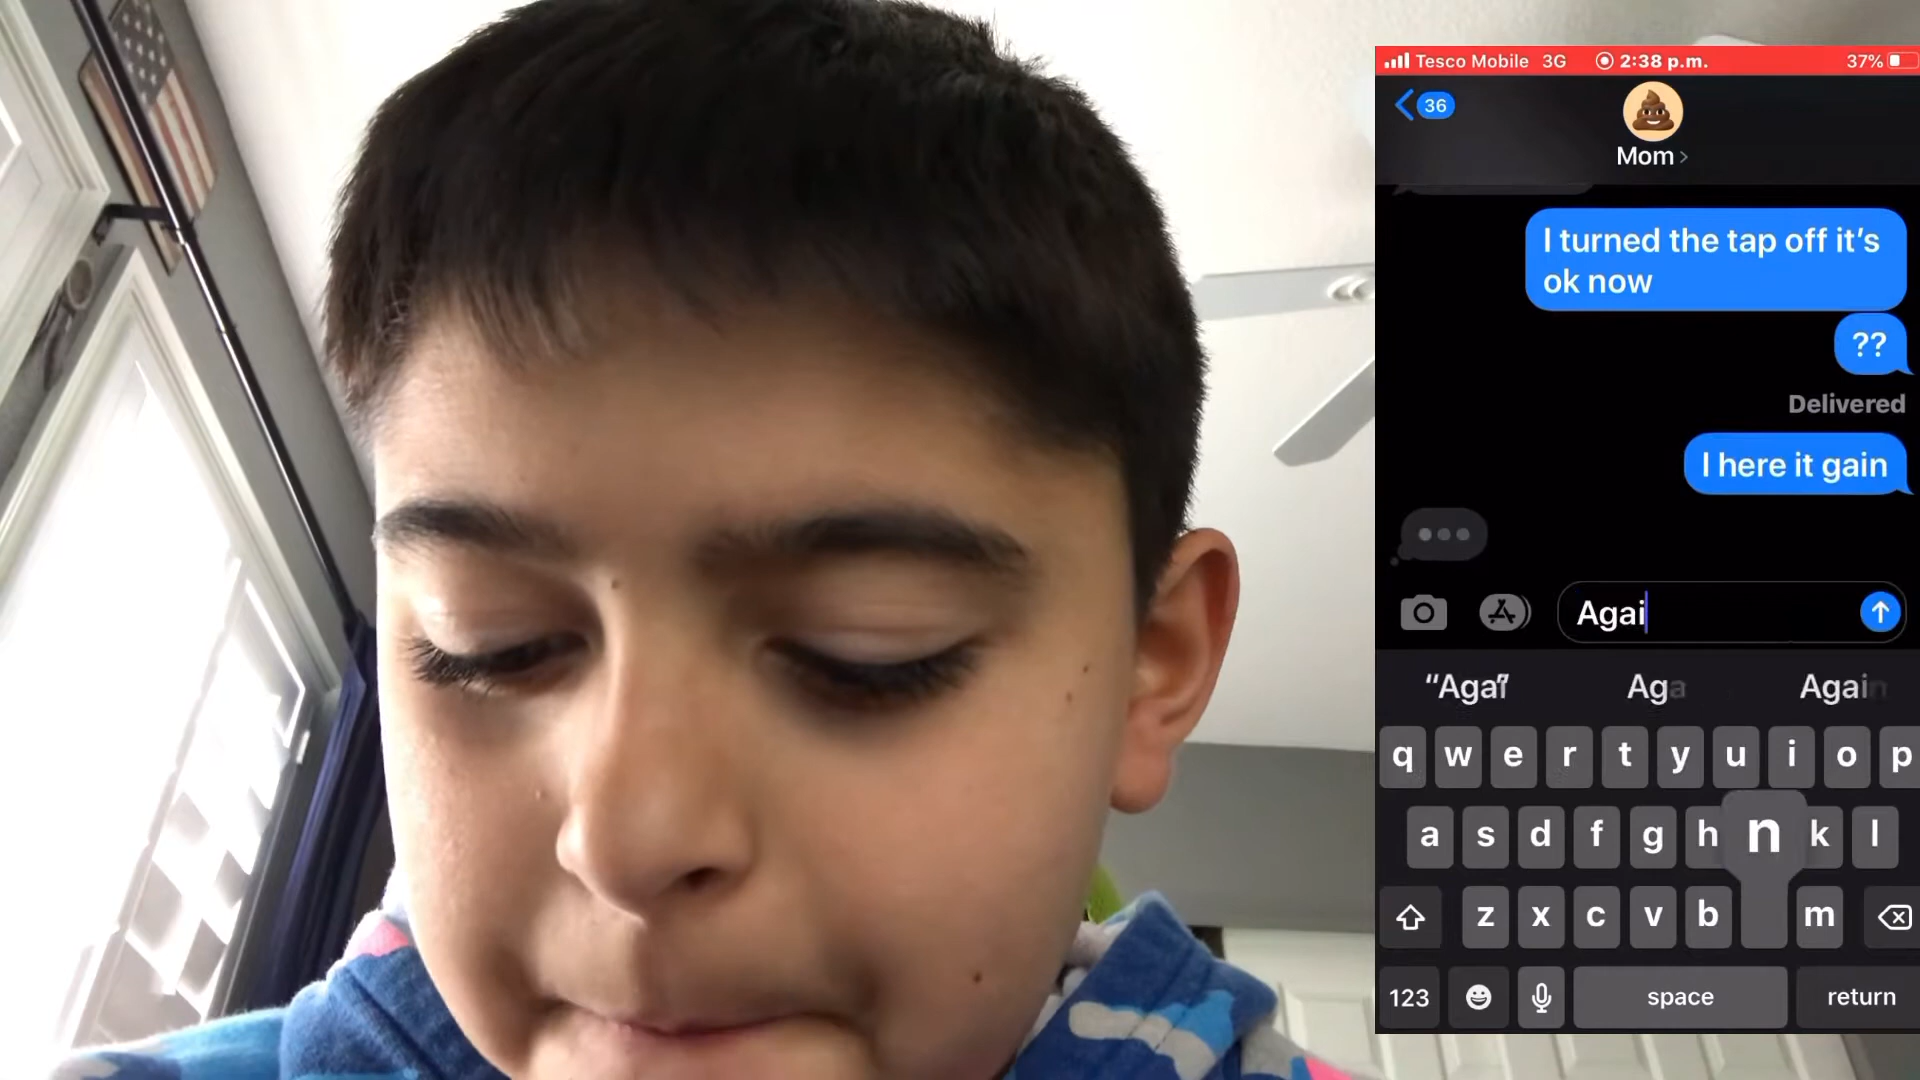 Tesco Mobile 3G 2:38 p.m. 37%
36
Mom
I turned the tap off it's
ok now
??
Delivered
I here it gain
Agai
"Agai" Aga Again
q w e r t y u i o p
a s d f g h n k l
z x c v b m
123 space return